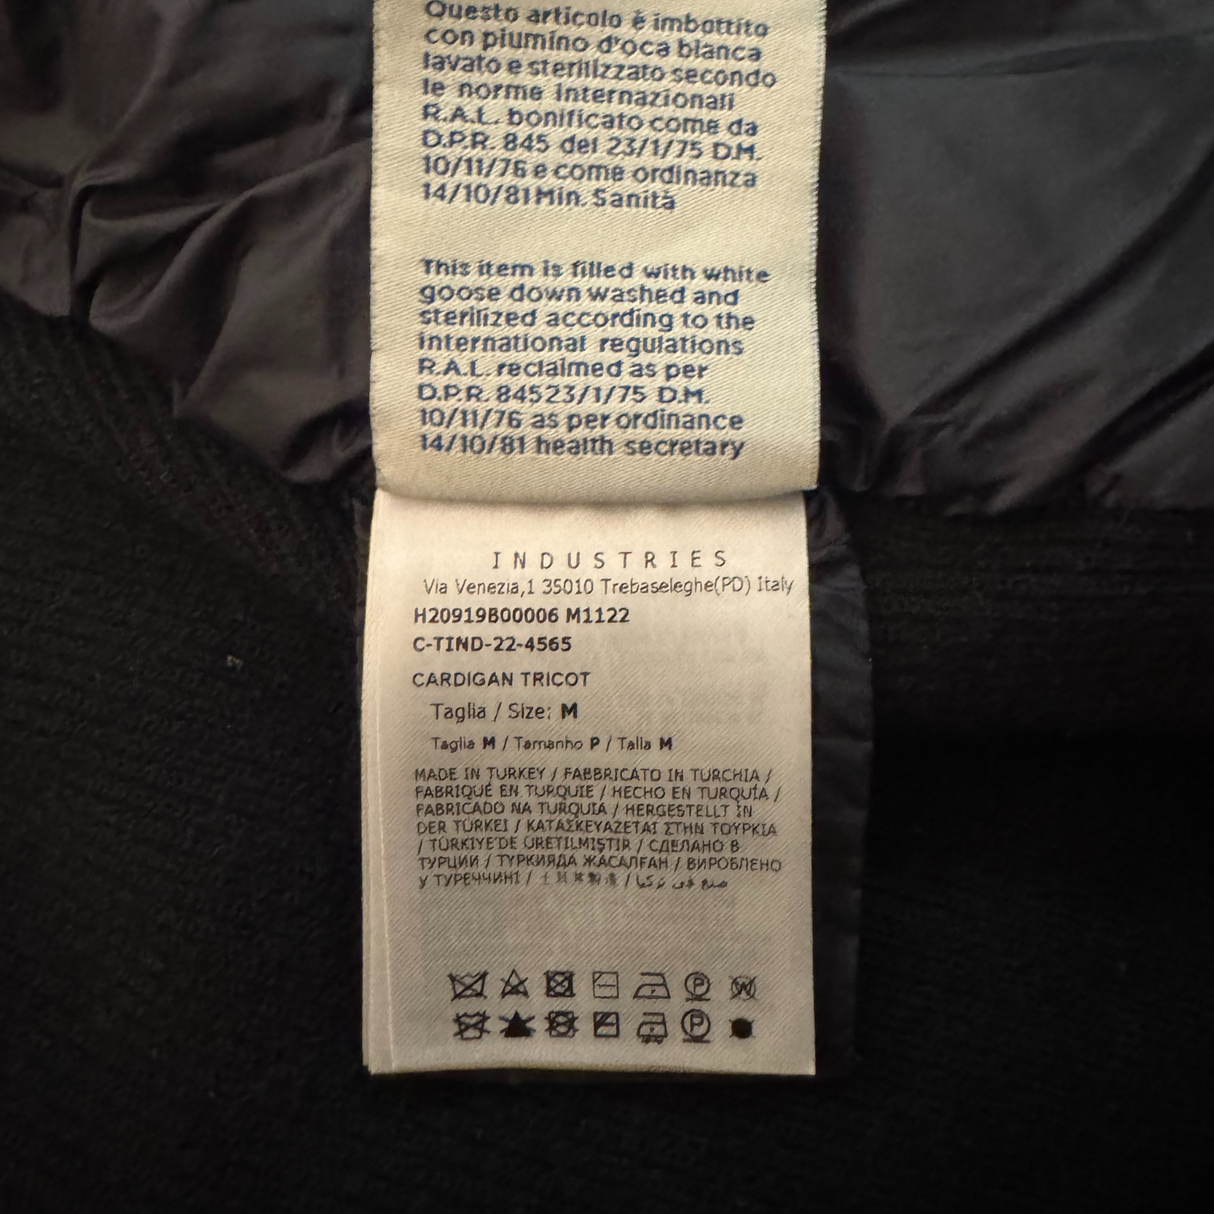 Questo articolo è imbottito
con piumino d'oca bianca
lavato e sterilizzato secondo
le norme internazionali
R.A.L. bonificato come da
D.P.R. 845 del 23/1/75 D.M.
10/11/76 e come ordinanza
14/10/81 Min. Sanità
This item is filled with white
goose down washed and
sterilized according to the
international regulations
R.A.L. reclaimed as per
D.P.R. 84523/1/75 D.M.
10/11/76 as per ordinance
14/10/81 health secretary
INDUSTRIES
Via Venezia,1 35010 Trebaseleghe(PD) Italy
H20919B00006 M1122
C-TIND-22-4565
CARDIGAN TRICOT
Taglia / Size: M
Taglia M / Tamanho P / Talla M
MADE IN TURKEY / FABBRICATO IN TURCHIA /
FABRIQUÉ EN TURQUIE / HECHO EN TURQUÍA /
FABRICADO NA TURQUIA / HERGESTELLT IN
DER TÜRKEI / ΚΑΤΑΣΚΕΥΑΖΕΤΑΙ ΣΤΗΝ ΤΟΥΡΚΙΑ
/ TÜRKIYE'DE ÜRETILMIŞTIR / СДЕЛАНО В
ТУРЦИИ / ТУРКИЯДА ЖАСАЛҒАН / ВИРОБЛЕНО
У ТУРЕЧЧИНІ / / صنع في تركيا
P W
P